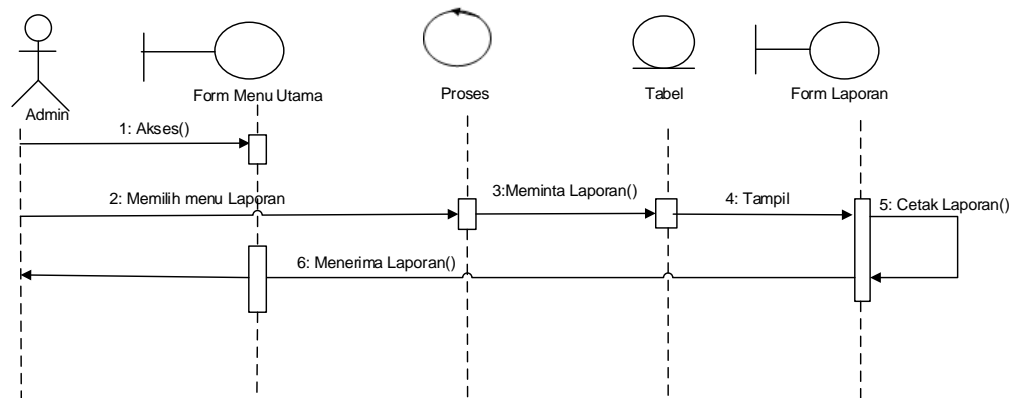 Admin
Form Menu Utama
Proses
Tabel
Form Laporan
1: Akses()
2: Memilih menu Laporan
3:Meminta Laporan()
4: Tampil
5: Cetak Laporan()
6: Menerima Laporan()